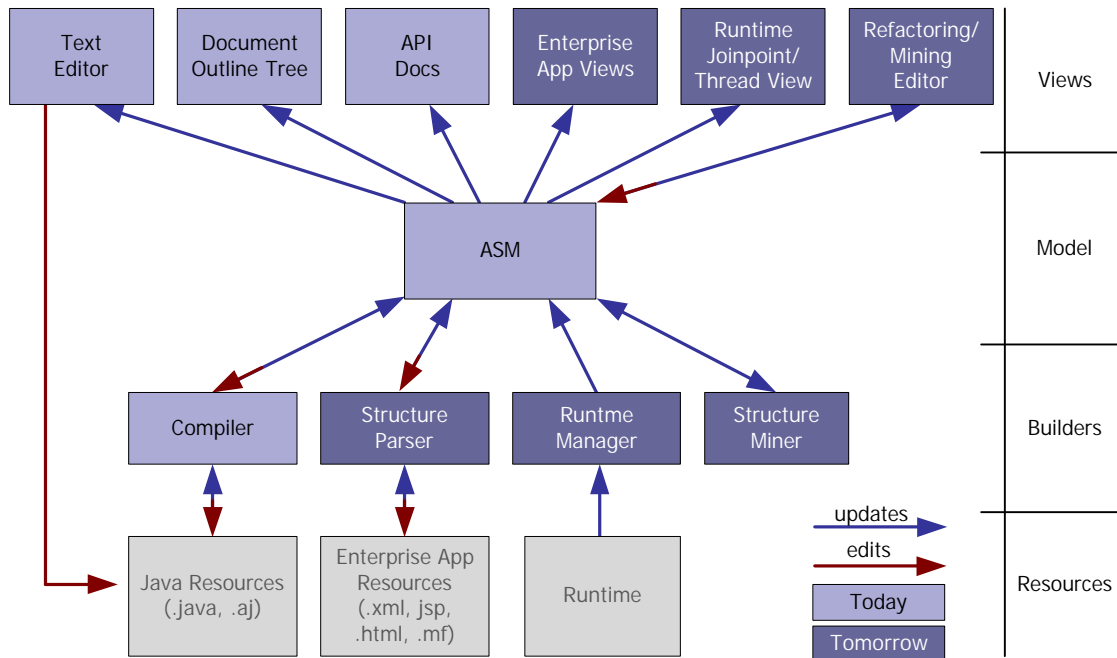 Text
Editor
Document
Outline Tree
API
Docs
Enterprise
App Views
Runtime
Joinpoint/
Thread View
Refactoring/
Mining
Editor
Views
ASM
Model
Compiler
Structure
Parser
Runtme
Manager
Structure
Miner
Builders
Java Resources
(.java, .aj)
Enterprise App
Resources
(.xml, jsp,
.html, .mf)
Runtime
updates
edits
Today
Tomorrow
Resources